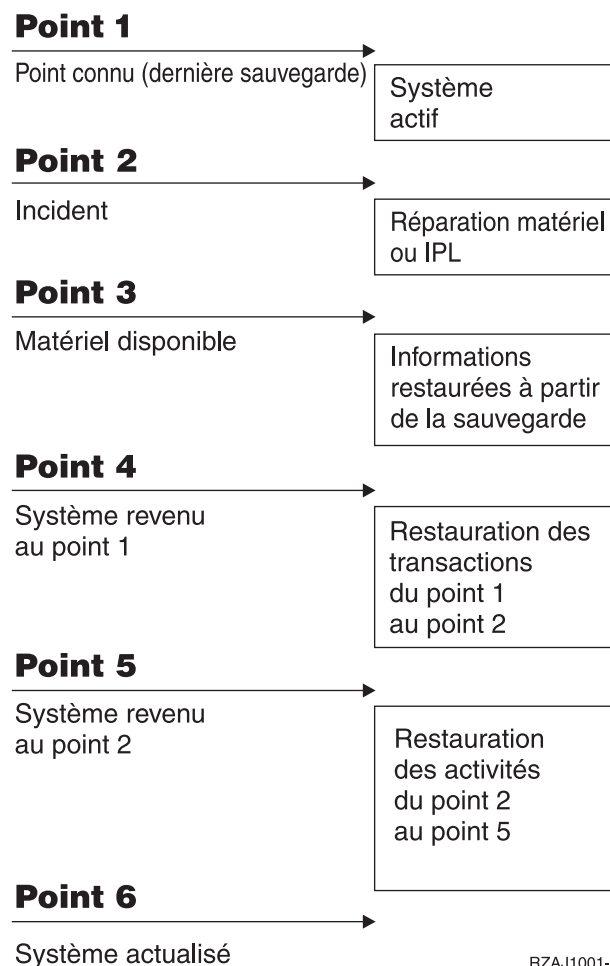 Point 1
Point connu (dernière sauvegarde)
Système
actif
Point 2
Incident
Réparation matériel
ou IPL
Point 3
Matériel disponible
Informations
restaurées à partir
de la sauvegarde
Point 4
Système revenu
au point 1
Restauration des
transactions
du point 1
au point 2
Point 5
Système revenu
au point 2
Restauration
des activités
du point 2
au point 5
Point 6
Système actualisé
RZAJ1001-